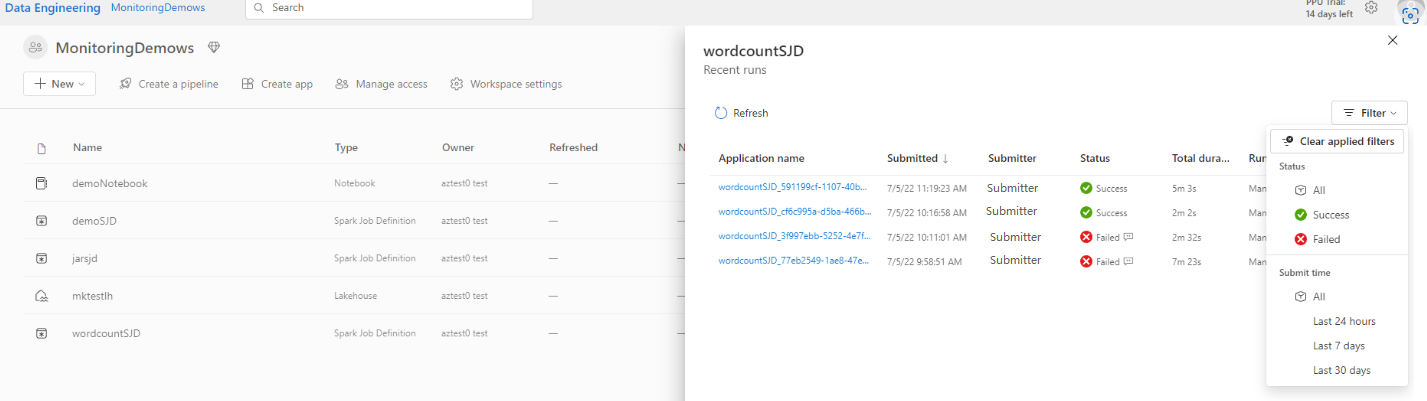 Data Engineering MonitoringDemows Search PPU Trial:
14 days left
MonitoringDemows
New Create a pipeline Create app Manage access Workspace settings
Name Type Owner Refreshed N
demoNotebook Notebook aztest0 test —
demoSJD Spark Job Definition aztest0 test —
jarsjd Spark Job Definition aztest0 test —
mktestlh Lakehouse aztest0 test —
wordcountSJD Spark Job Definition aztest0 test —
wordcountSJD
Recent runs
Refresh Filter
Application name Submitted ↓ Submitter Status Total dura... Run
wordcountSJD_591199cf-1107-40b... 7/5/22 11:19:23 AM Submitter Success 5m 3s Man
wordcountSJD_cf6c995a-d5ba-466b... 7/5/22 10:16:58 AM Submitter Success 2m 2s Man
wordcountSJD_3f997ebb-5252-4e7f... 7/5/22 10:11:01 AM Submitter Failed 2m 32s Man
wordcountSJD_77eb2549-1ae8-47e... 7/5/22 9:58:51 AM Submitter Failed 7m 23s Man
Clear applied filters
Status
All
Success
Failed
Submit time
All
Last 24 hours
Last 7 days
Last 30 days